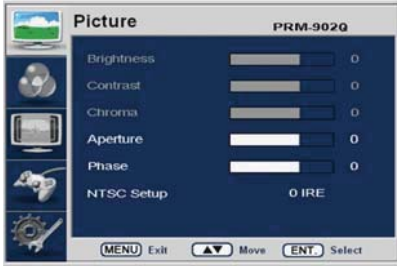 Picture PRM-902Q
Brightness 0
Contrast 0
Chroma 0
Aperture 0
Phase 0
NTSC Setup 0 IRE
MENU Exit ▲▼ Move ENT. Select